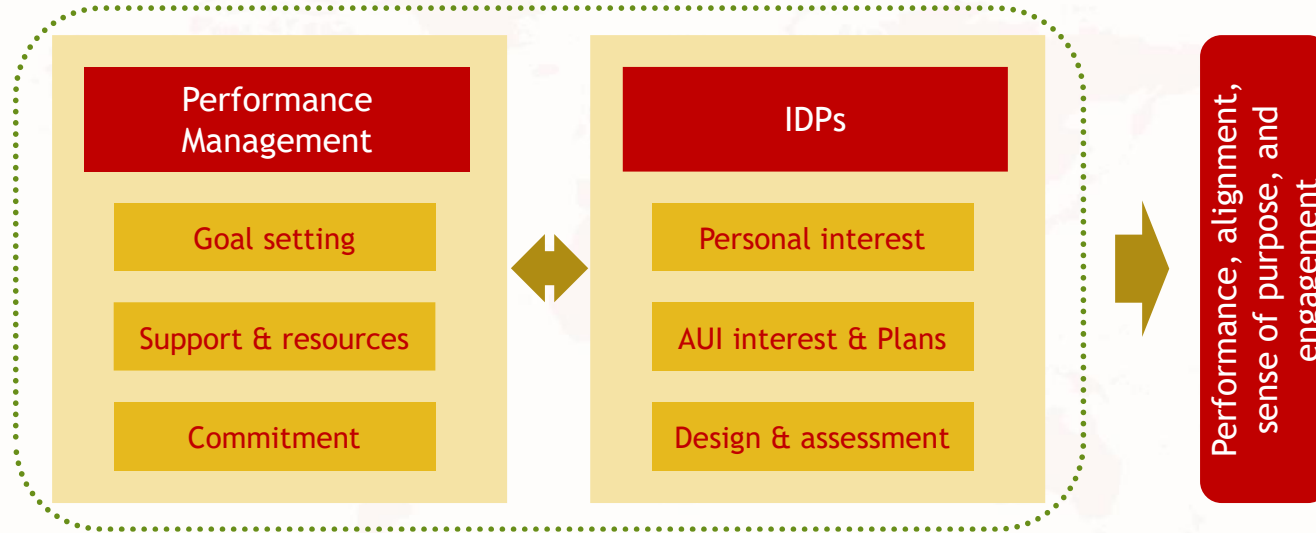 Performance
Management
Goal setting
Support & resources
Commitment
IDPs
Personal interest
AUI interest & Plans
Design & assessment
Performance, alignment,
sense of purpose, and
engagement